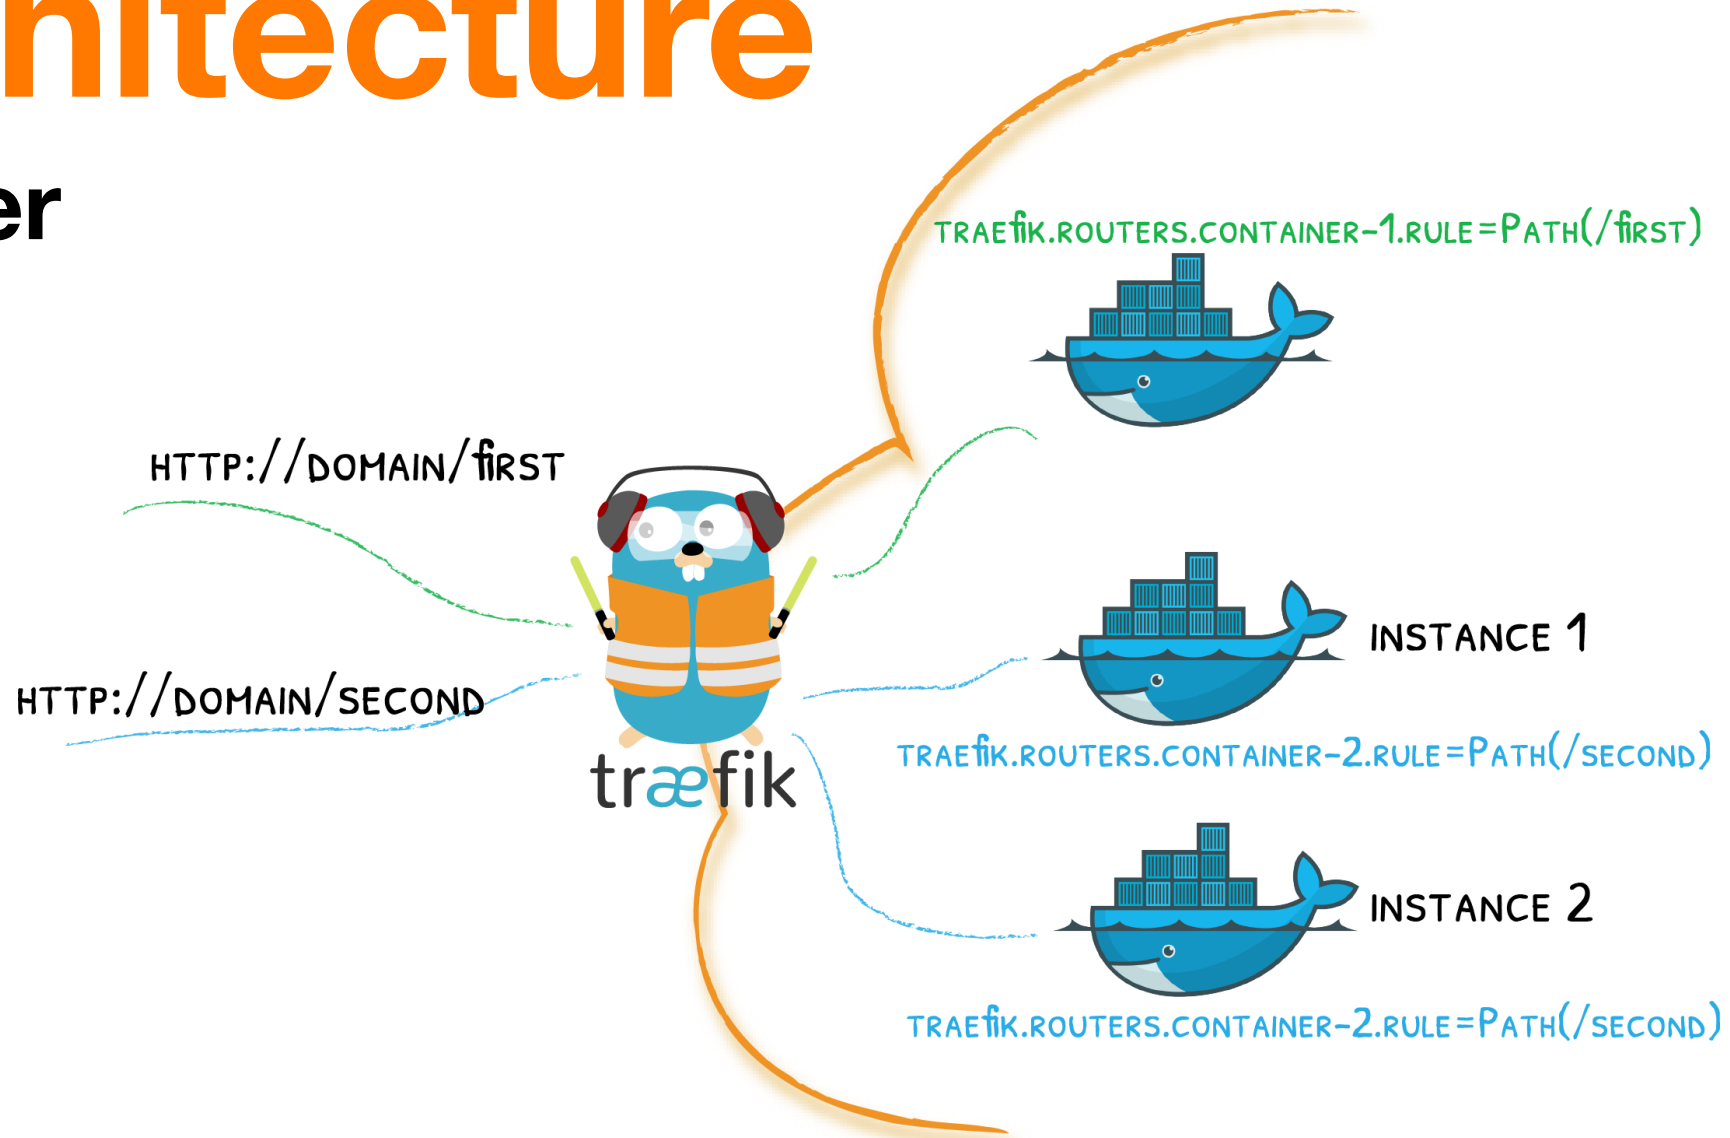 hitecture
er
traefik.routers.container-1.rule=Path(/first)
http://domain/first
instance 1
http://domain/second
traefik.routers.container-2.rule=Path(/second)
træfik
instance 2
traefik.routers.container-2.rule=Path(/second)